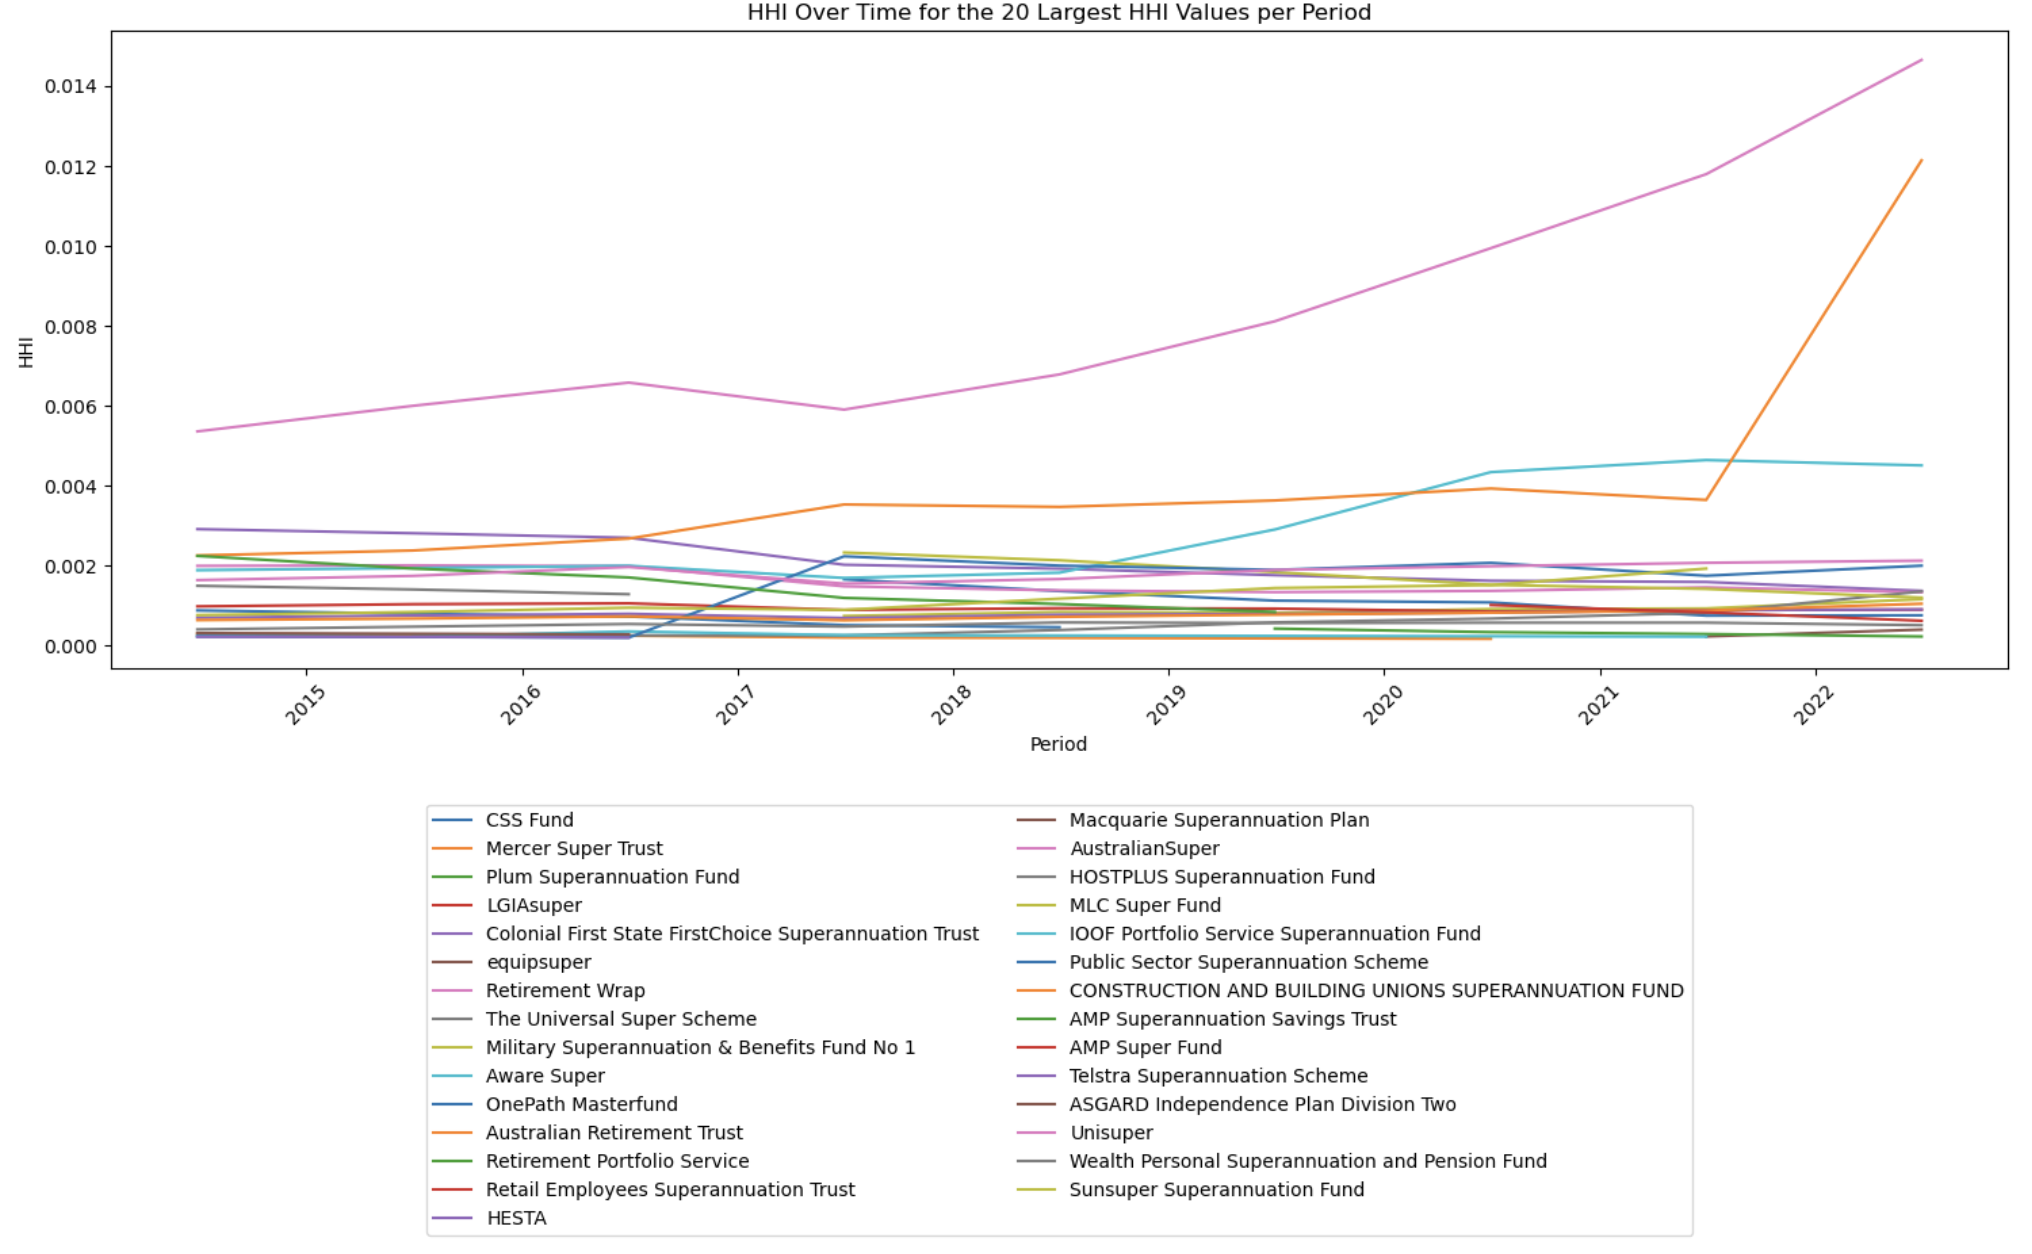 HHI Over Time for the 20 Largest HHI Values per Period
0.014
0.012
0.010
0.008
0.006
0.004
0.002
0.000
HHI
2015
2016
2017
2018
2019
2020
2021
2022
Period
CSS Fund
Mercer Super Trust
Plum Superannuation Fund
LGIAsuper
Colonial First State FirstChoice Superannuation Trust
equipsuper
Retirement Wrap
The Universal Super Scheme
Military Superannuation & Benefits Fund No 1
Aware Super
OnePath Masterfund
Australian Retirement Trust
Retirement Portfolio Service
Retail Employees Superannuation Trust
HESTA
Macquarie Superannuation Plan
AustralianSuper
HOSTPLUS Superannuation Fund
MLC Super Fund
IOOF Portfolio Service Superannuation Fund
Public Sector Superannuation Scheme
CONSTRUCTION AND BUILDING UNIONS SUPERANNUATION FUND
AMP Superannuation Savings Trust
AMP Super Fund
Telstra Superannuation Scheme
ASGARD Independence Plan Division Two
Unisuper
Wealth Personal Superannuation and Pension Fund
Sunsuper Superannuation Fund